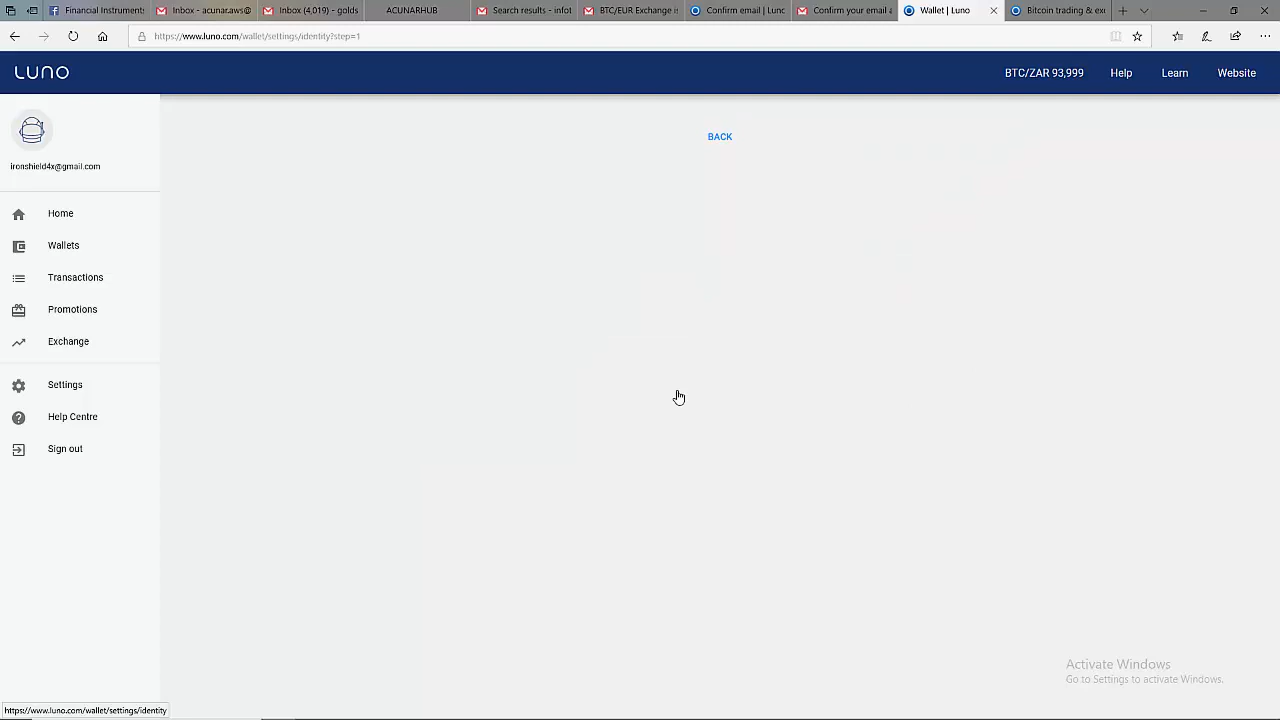 Financial Instruments
Inbox - acunar.aws@
Inbox (4,019) - golds
ACUNARHUB
Search results - infot
BTC/EUR Exchange is
Confirm email | Luno
Confirm your email a
Wallet | Luno
Bitcoin trading & exc
https://www.luno.com/wallet/settings/identity?step=1
LUNO
BTC/ZAR 93,999
Help
Learn
Website
BACK
ironshield4x@gmail.com
Home
Wallets
Transactions
Promotions
Exchange
Settings
Help Centre
Sign out
Activate Windows
Go to Settings to activate Windows.
https://www.luno.com/wallet/settings/identity